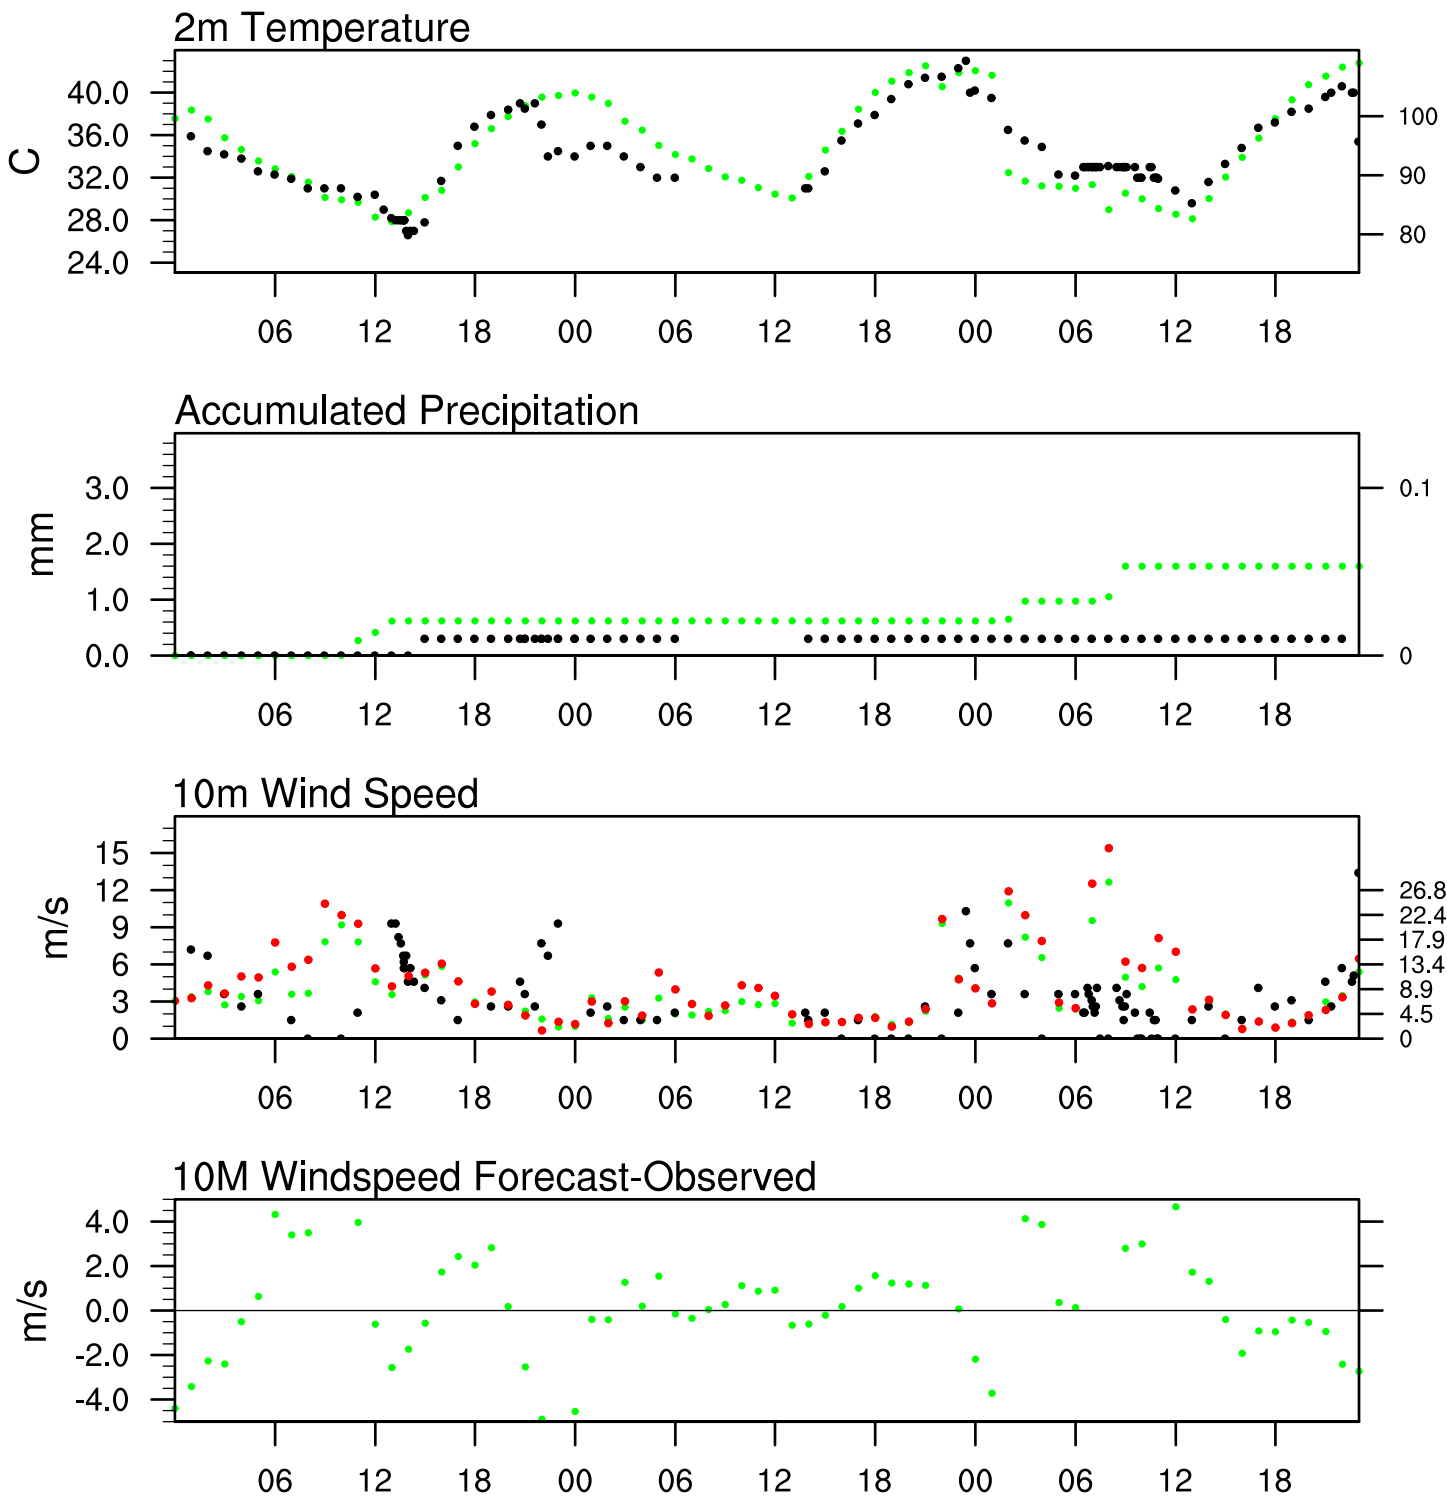 2m Temperature
C
40.0
36.0
32.0
28.0
24.0
100
90
80
06 12 18 00 06 12 18 00 06 12 18
Accumulated Precipitation
mm
3.0
2.0
1.0
0.0
0.1
0
06 12 18 00 06 12 18 00 06 12 18
10m Wind Speed
m/s
15
12
9
6
3
0
26.8
22.4
17.9
13.4
8.9
4.5
0
06 12 18 00 06 12 18 00 06 12 18
10M Windspeed Forecast-Observed
m/s
4.0
2.0
0.0
-2.0
-4.0
06 12 18 00 06 12 18 00 06 12 18